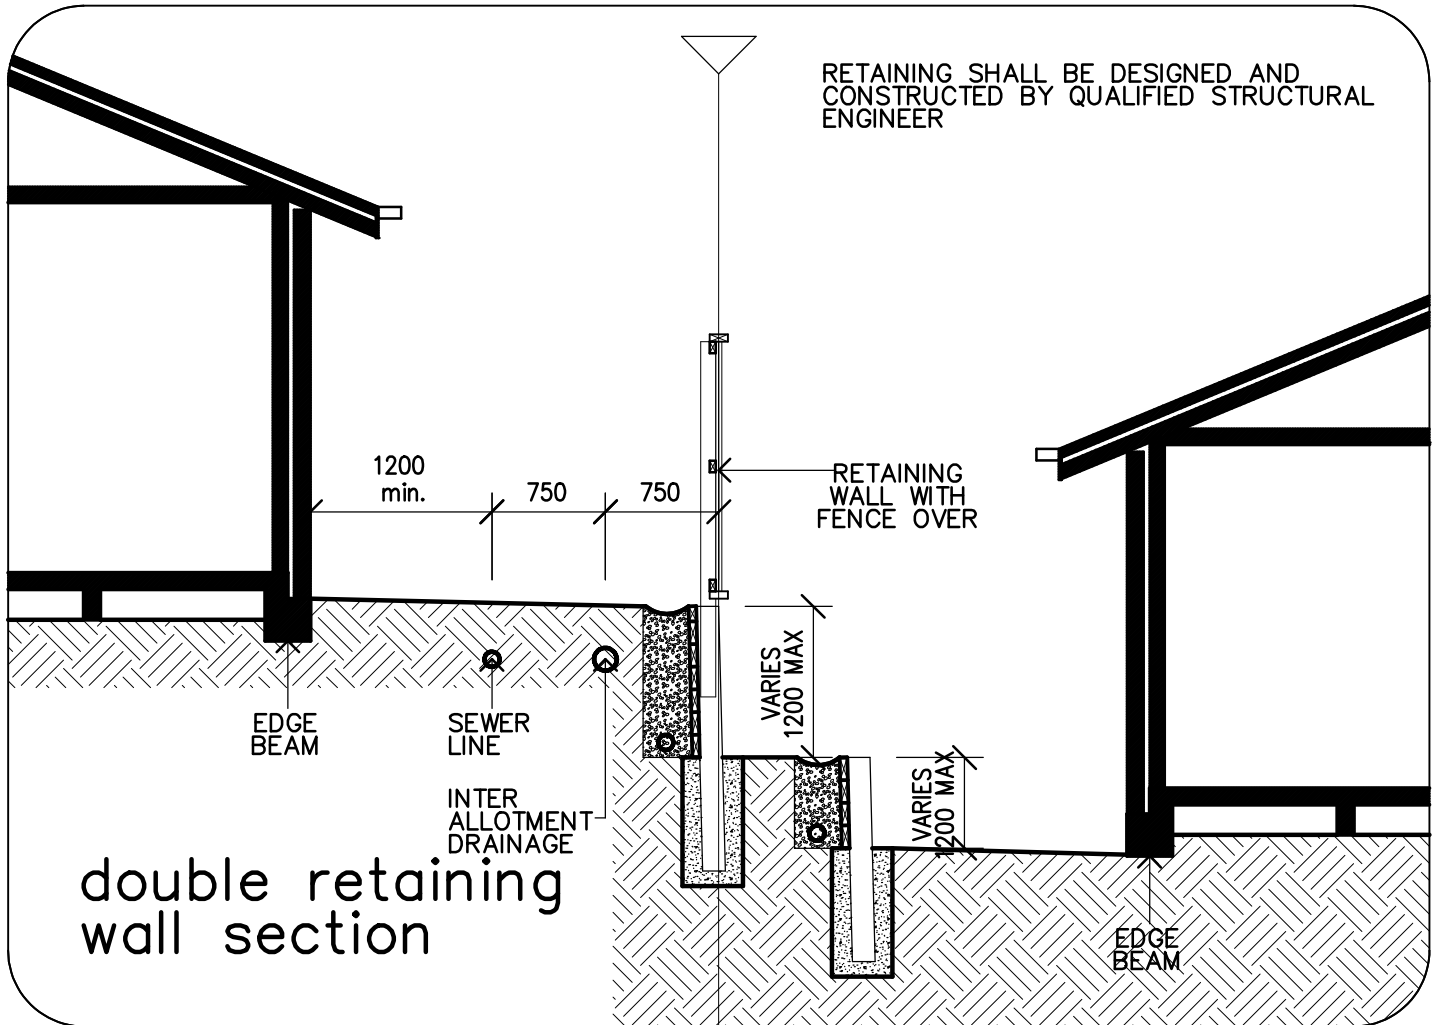 RETAINING SHALL BE DESIGNED AND
CONSTRUCTED BY QUALIFIED STRUCTURAL
ENGINEER
1200
min.
750
750
RETAINING
WALL WITH
FENCE OVER
VARIES
1200 MAX
VARIES
1200 MAX
EDGE
BEAM
SEWER
LINE
INTER
ALLOTMENT
DRAINAGE
EDGE
BEAM
double retaining
wall section